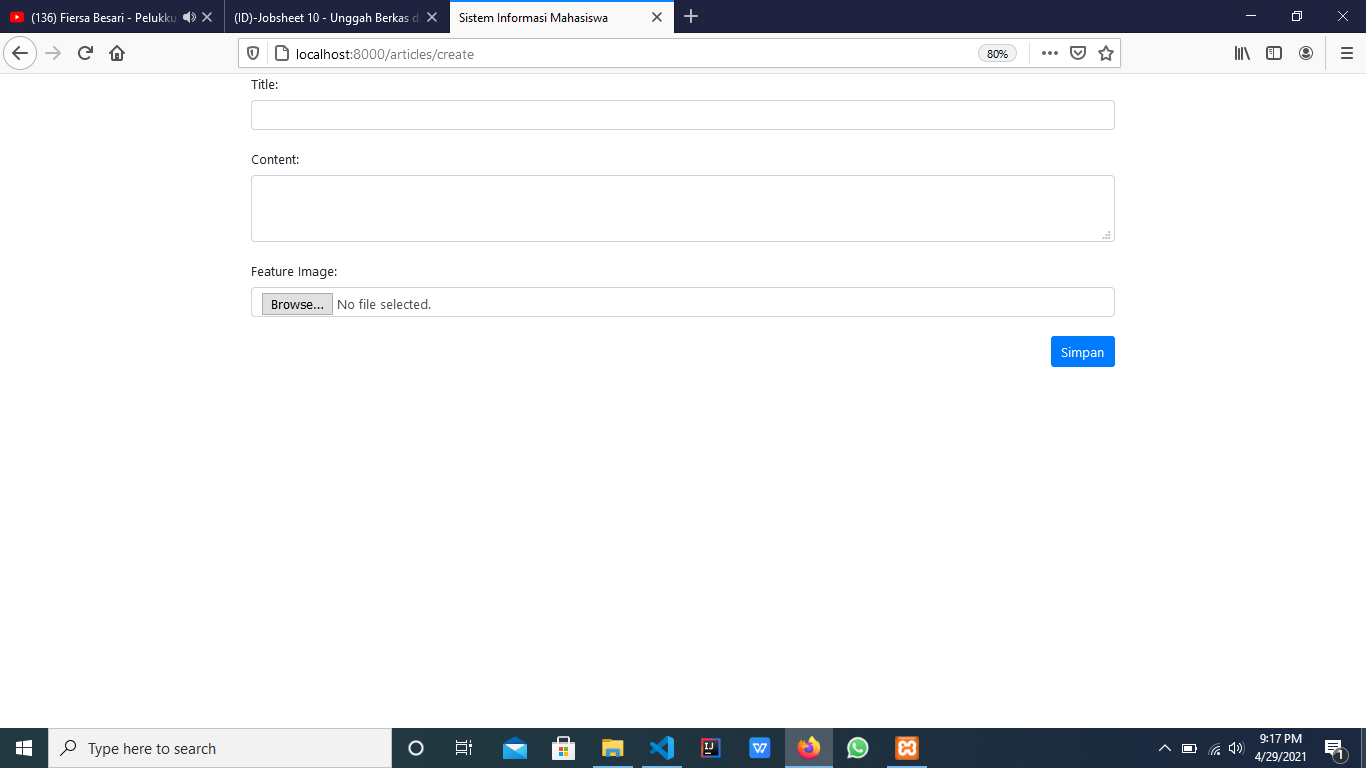 (136) Fiersa Besari - Pelukku
(ID)-Jobsheet 10 - Unggah Berkas d
Sistem Informasi Mahasiswa
localhost:8000/articles/create
80%
Title:
Content:
Feature Image:
Browse... No file selected.
Simpan
Type here to search
9:17 PM
4/29/2021
1